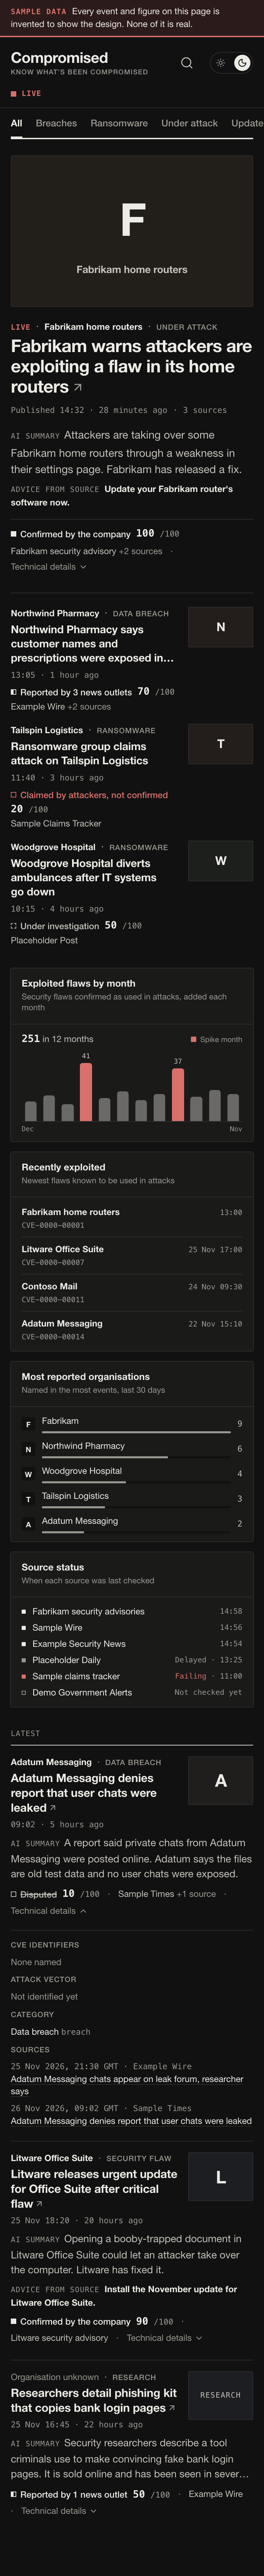 SAMPLE DATA Every event and figure on this page is
invented to show the design. None of it is real.
Compromised
KNOW WHAT'S BEEN COMPROMISED
LIVE
All Breaches Ransomware Under attack Update
F
Fabrikam home routers
LIVE · Fabrikam home routers · UNDER ATTACK
Fabrikam warns attackers are
exploiting a flaw in its home
routers ↗
Published 14:32 · 28 minutes ago · 3 sources
AI SUMMARY Attackers are taking over some
Fabrikam home routers through a weakness in
their settings page. Fabrikam has released a fix.
ADVICE FROM SOURCE Update your Fabrikam router's
software now.
Confirmed by the company 100 /100
Fabrikam security advisory +2 sources ·
Technical details
Northwind Pharmacy · DATA BREACH
Northwind Pharmacy says
customer names and
prescriptions were exposed in...
13:05 · 1 hour ago
Reported by 3 news outlets 70 /100
Example Wire +2 sources
N
Tailspin Logistics · RANSOMWARE
Ransomware group claims
attack on Tailspin Logistics
11:40 · 3 hours ago
Claimed by attackers, not confirmed
20 /100
Sample Claims Tracker
T
Woodgrove Hospital · RANSOMWARE
Woodgrove Hospital diverts
ambulances after IT systems
go down
10:15 · 4 hours ago
Under investigation 50 /100
Placeholder Post
W
Exploited flaws by month
Security flaws confirmed as used in attacks, added each
month
251 in 12 months
Spike month
41
37
Dec
Nov
Recently exploited
Newest flaws known to be used in attacks
Fabrikam home routers 13:00
CVE-0000-00001
Litware Office Suite 25 Nov 17:00
CVE-0000-00007
Contoso Mail 24 Nov 09:30
CVE-0000-00011
Adatum Messaging 22 Nov 15:10
CVE-0000-00014
Most reported organisations
Named in the most events, last 30 days
F Fabrikam 9
N Northwind Pharmacy 6
W Woodgrove Hospital 4
T Tailspin Logistics 3
A Adatum Messaging 2
Source status
When each source was last checked
Fabrikam security advisories 14:58
Sample Wire 14:56
Example Security News 14:54
Placeholder Daily Delayed · 13:25
Sample claims tracker Failing · 11:00
Demo Government Alerts Not checked yet
LATEST
Adatum Messaging · DATA BREACH
Adatum Messaging denies
report that user chats were
leaked ↗
09:02 · 5 hours ago
A
AI SUMMARY A report said private chats from Adatum
Messaging were posted online. Adatum says the files
are old test data and no user chats were exposed.
Disputed 10 /100 · Sample Times +1 source ·
Technical details
CVE IDENTIFIERS
None named
ATTACK VECTOR
Not identified yet
CATEGORY
Data breach breach
SOURCES
25 Nov 2026, 21:30 GMT · Example Wire
Adatum Messaging chats appear on leak forum, researcher
says
26 Nov 2026, 09:02 GMT · Sample Times
Adatum Messaging denies report that user chats were leaked
Litware Office Suite · SECURITY FLAW
Litware releases urgent update
for Office Suite after critical
flaw ↗
25 Nov 18:20 · 20 hours ago
L
AI SUMMARY Opening a booby-trapped document in
Litware Office Suite could let an attacker take over
the computer. Litware has fixed it.
ADVICE FROM SOURCE Install the November update for
Litware Office Suite.
Confirmed by the company 90 /100 ·
Litware security advisory · Technical details
Organisation unknown · RESEARCH
Researchers detail phishing kit
that copies bank login pages ↗
25 Nov 16:45 · 22 hours ago
RESEARCH
AI SUMMARY Security researchers describe a tool
criminals use to make convincing fake bank login
pages. It is sold online and has been seen in sever...
Reported by 1 news outlet 50 /100 · Example Wire
· Technical details